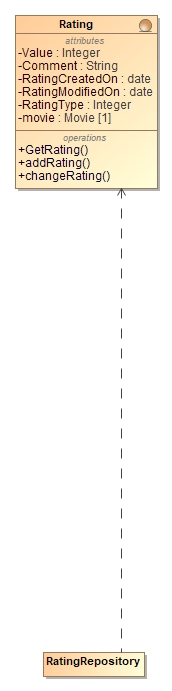 Rating
attributes
-Value : Integer
-Comment : String
-RatingCreatedOn : date
-RatingModifiedOn : date
-RatingType : Integer
-movie : Movie [1]
operations
+GetRating()
+addRating()
+changeRating()
RatingRepository